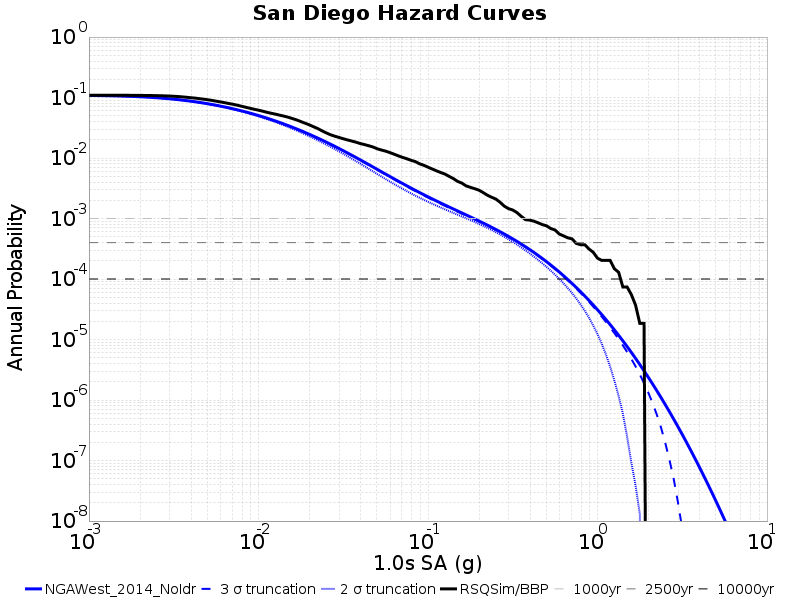 San Diego Hazard Curves
Annual Probability
10^0
10^-1
10^-2
10^-3
10^-4
10^-5
10^-6
10^-7
10^-8
10^-3 10^-2 10^-1 10^0 10^1
1.0s SA (g)
NGAWest_2014_NoIdr 3 σ truncation 2 σ truncation RSQSim/BBP 1000yr 2500yr 10000yr